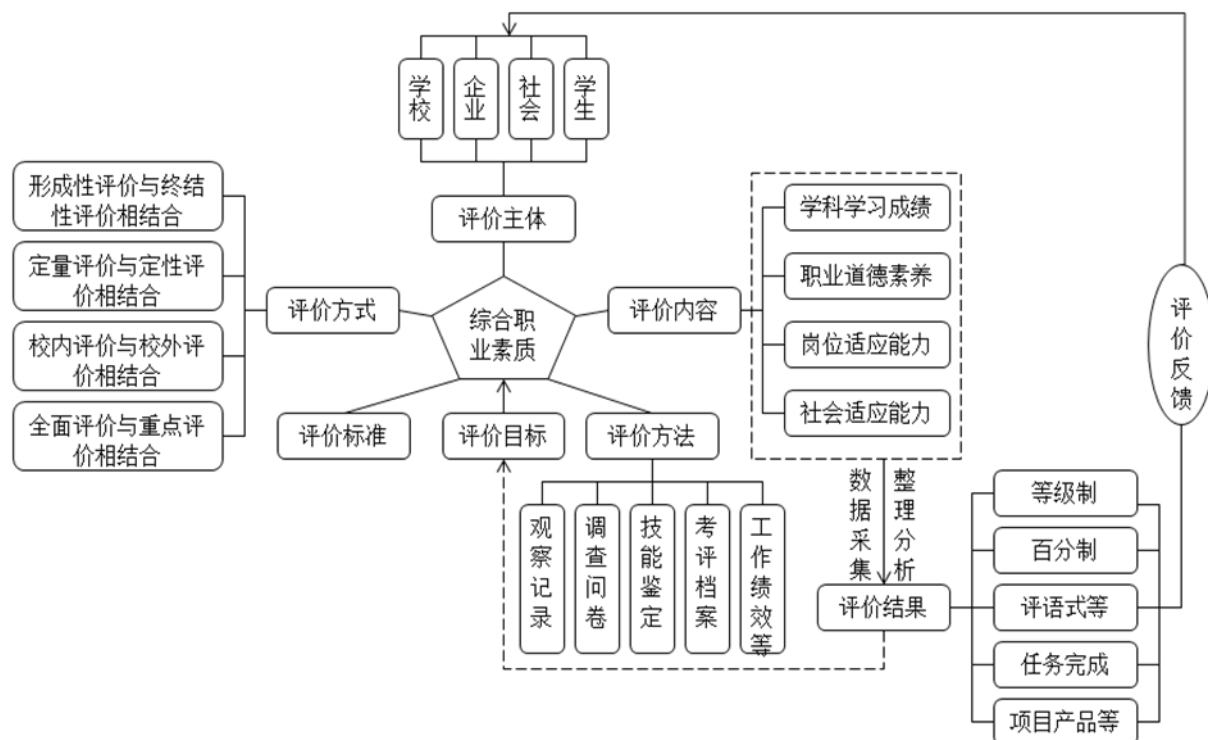 学校
企业
社会
学生
评价主体
形成性评价与终结
性评价相结合
定量评价与定性评
价相结合
校内评价与校外评
价相结合
全面评价与重点评
价相结合
评价方式
综合职
业素质
评价内容
学科学习成绩
职业道德素养
岗位适应能力
社会适应能力
评价反馈
评价标准
评价目标
评价方法
观察记录
调查问卷
技能鉴定
考评档案
工作绩效等
数据采集
整理分析
评价结果
等级制
百分制
评语式等
任务完成
项目产品等